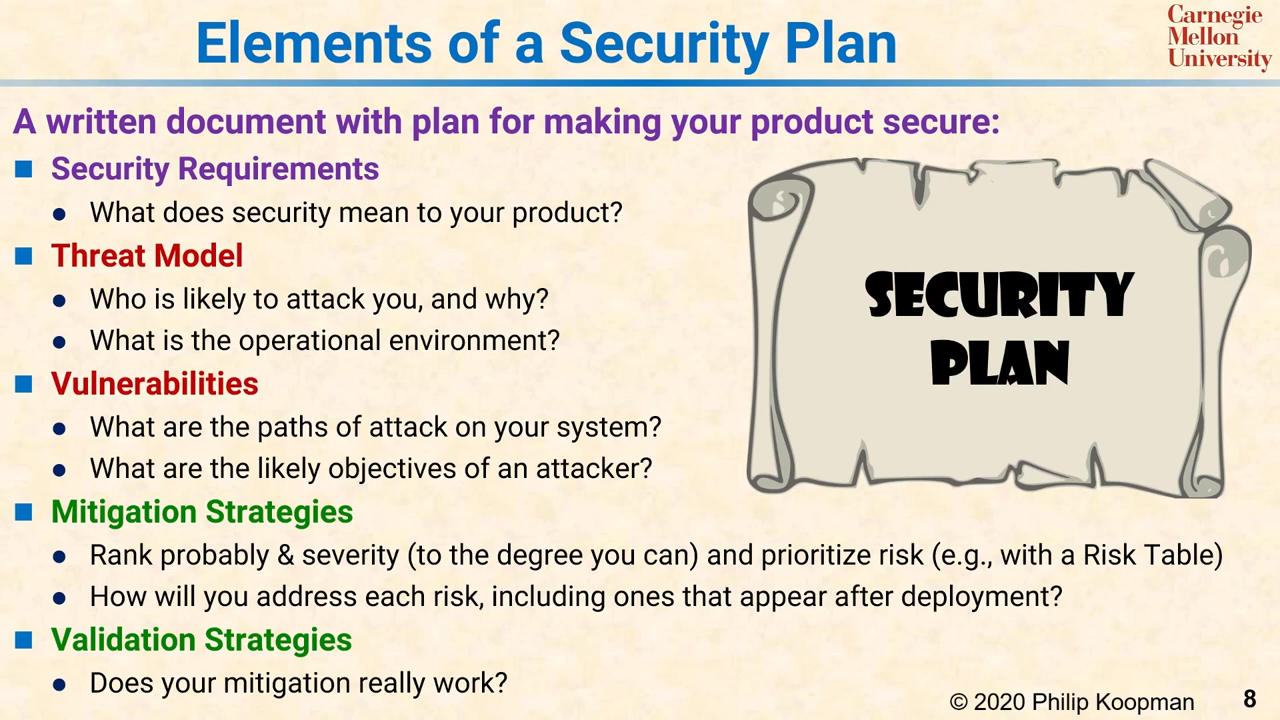 Elements of a Security Plan
Carnegie
Mellon
University
A written document with plan for making your product secure:
Security Requirements
What does security mean to your product?
Threat Model
Who is likely to attack you, and why?
What is the operational environment?
Vulnerabilities
What are the paths of attack on your system?
What are the likely objectives of an attacker?
SECURITY
PLAN
Mitigation Strategies
Rank probably & severity (to the degree you can) and prioritize risk (e.g., with a Risk Table)
How will you address each risk, including ones that appear after deployment?
Validation Strategies
Does your mitigation really work?
© 2020 Philip Koopman
8